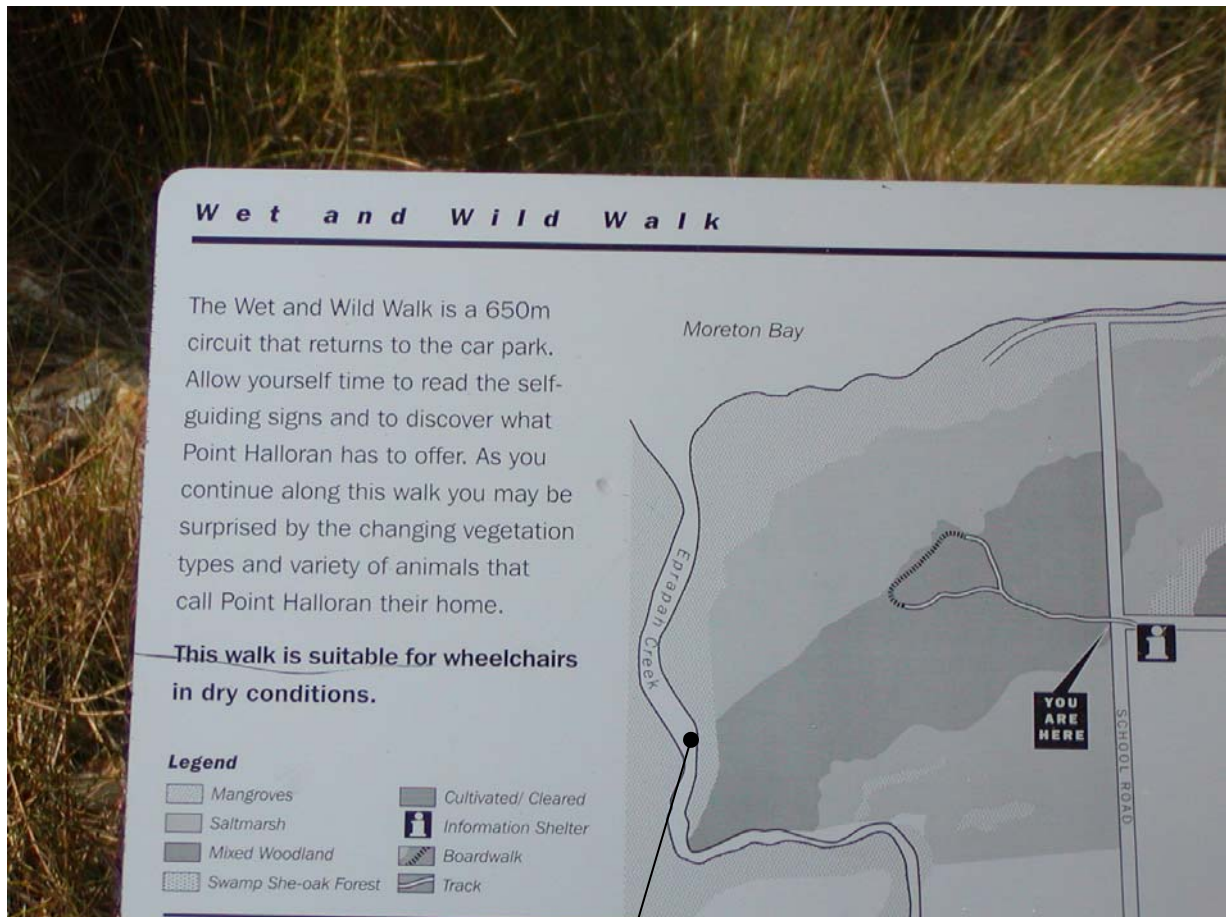 Wet and Wild Walk
The Wet and Wild Walk is a 650m
circuit that returns to the car park.
Allow yourself time to read the self-
guiding signs and to discover what
Point Halloran has to offer. As you
continue along this walk you may be
surprised by the changing vegetation
types and variety of animals that
call Point Halloran their home.
This walk is suitable for wheelchairs
in dry conditions.
Legend
Mangroves
Saltmarsh
Mixed Woodland
Swamp She-oak Forest
Cultivated/ Cleared
Information Shelter
Boardwalk
Track
Moreton Bay
Eprapan Creek
i
YOU
ARE
HERE
SCHOOL ROAD